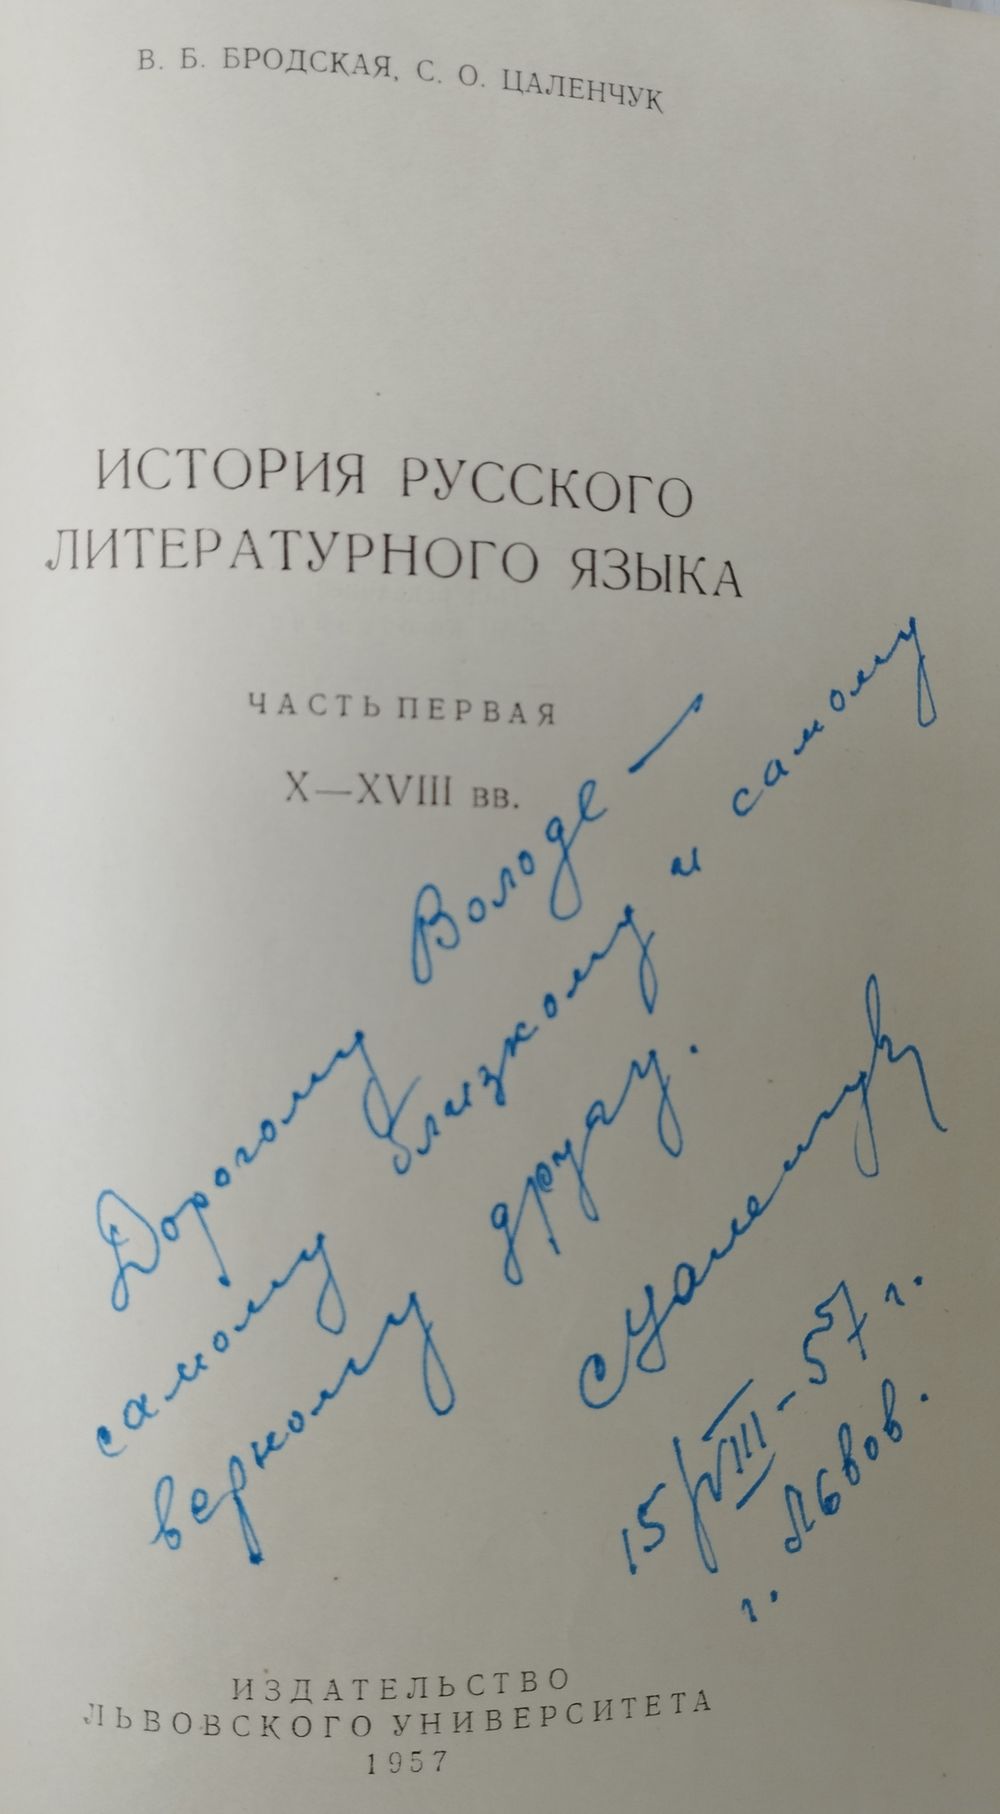 В. Б. БРОДСКАЯ, С. О. ЦАЛЕНЧУК
ИСТОРИЯ РУССКОГО
ЛИТЕРАТУРНОГО ЯЗЫКА
ЧАСТЬ ПЕРВАЯ
X—XVIII вв.
Дорогому Володе —
самому близкому и самому
верному другу.
СЦаленчук
15/VIII-57 г.
г. Львов.
ИЗДАТЕЛЬСТВО
ЛЬВОВСКОГО УНИВЕРСИТЕТА
1957